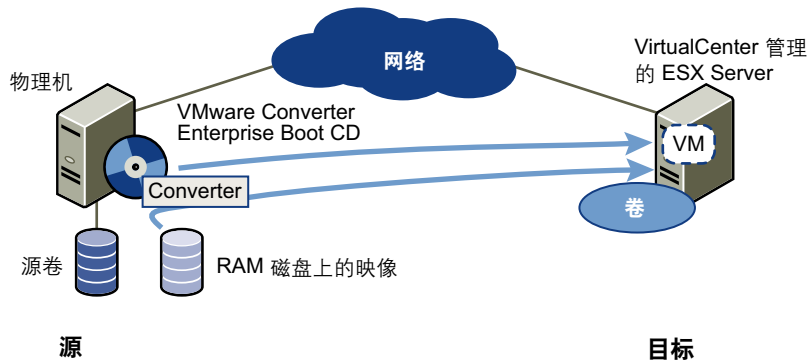 网络
VirtualCenter 管理
的 ESX Server
物理机
VMware Converter
Enterprise Boot CD
VM
Converter
卷
源卷
RAM 磁盘上的映像
源
目标